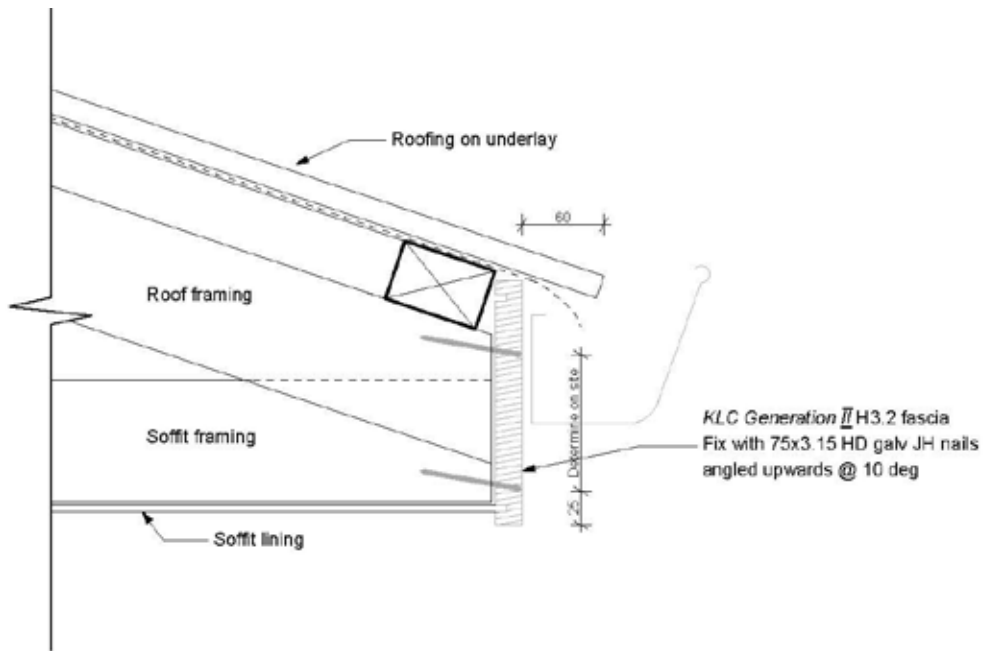 Roofing on underlay
60
Roof framing
Determine on site
KLC Generation II H3.2 fascia
Fix with 75x3.15 HD galv JH nails
angled upwards @ 10 deg
Soffit framing
25
Soffit lining